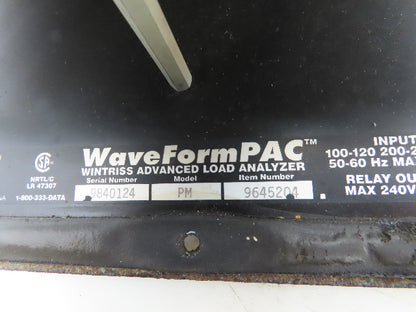 WaveFormPAC™
WINTRISS ADVANCED LOAD ANALYZER
Serial Number Model Item Number
9840124 PM 9645204
NRTL/C
LR 47307
1-800-333-DATA
INPUT
100-120 200-2
50-60 Hz MA
RELAY OU
MAX 240V